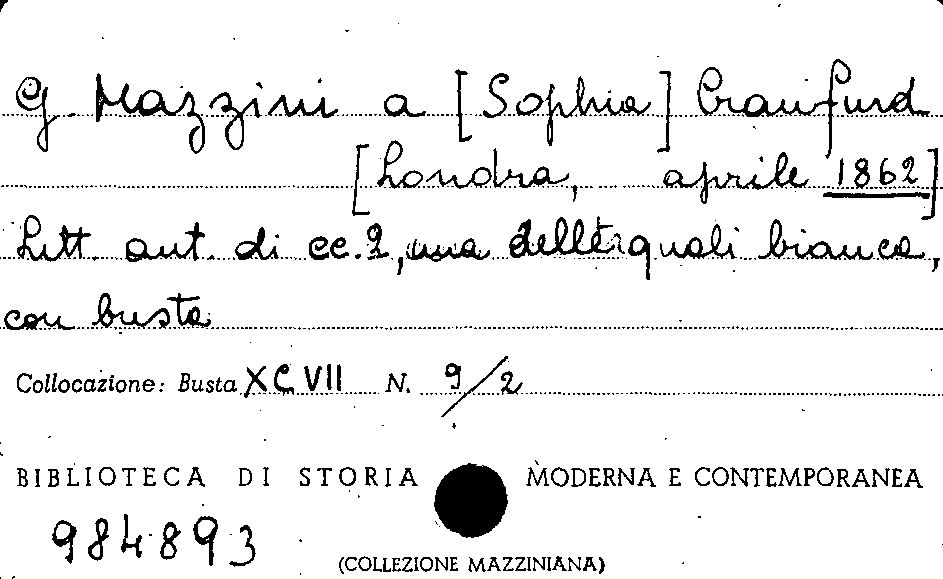 G. Mazzini a [Sophia] Craufurd
[Londra, aprile 1862]
Lett. aut. di cc. 2, una delle quali bianca,
con busta
Collocazione: Busta XCVII N. 9/2
BIBLIOTECA DI STORIA MODERNA E CONTEMPORANEA
984893
(COLLEZIONE MAZZINIANA)